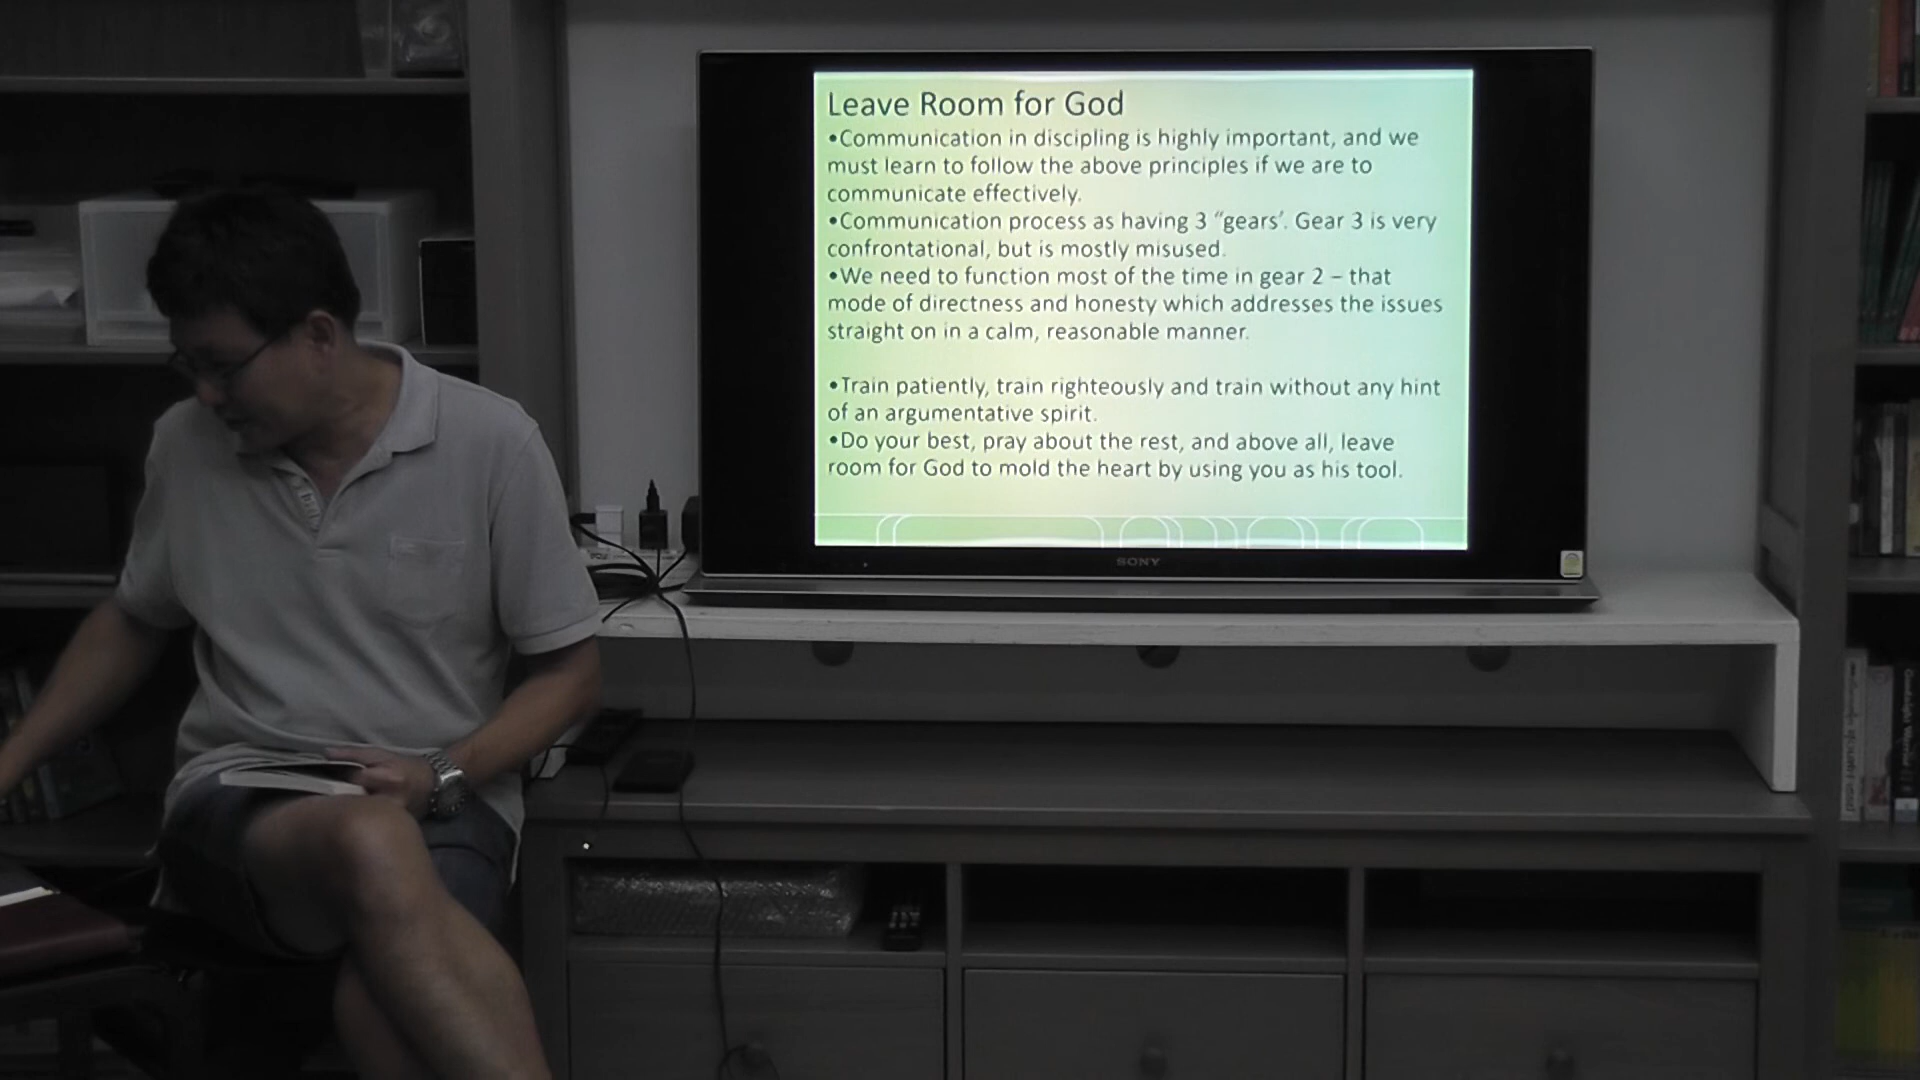 Leave Room for God
•Communication in discipling is highly important, and we
must learn to follow the above principles if we are to
communicate effectively.
•Communication process as having 3 “gears’. Gear 3 is very
confrontational, but is mostly misused.
•We need to function most of the time in gear 2 – that
mode of directness and honesty which addresses the issues
straight on in a calm, reasonable manner.
•Train patiently, train righteously and train without any hint
of an argumentative spirit.
•Do your best, pray about the rest, and above all, leave
room for God to mold the heart by using you as his tool.
SONY